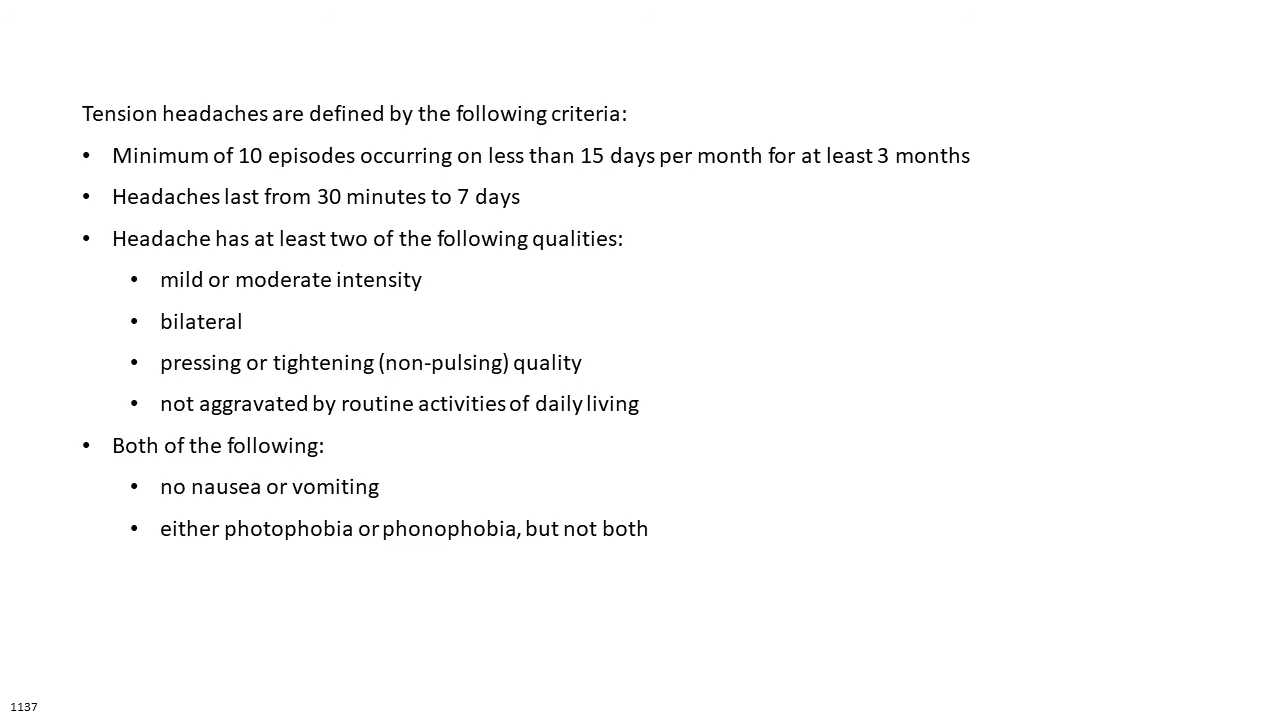 Tension headaches are defined by the following criteria:
• Minimum of 10 episodes occurring on less than 15 days per month for at least 3 months
• Headaches last from 30 minutes to 7 days
• Headache has at least two of the following qualities:
• mild or moderate intensity
• bilateral
• pressing or tightening (non-pulsing) quality
• not aggravated by routine activities of daily living
• Both of the following:
• no nausea or vomiting
• either photophobia or phonophobia, but not both
1137